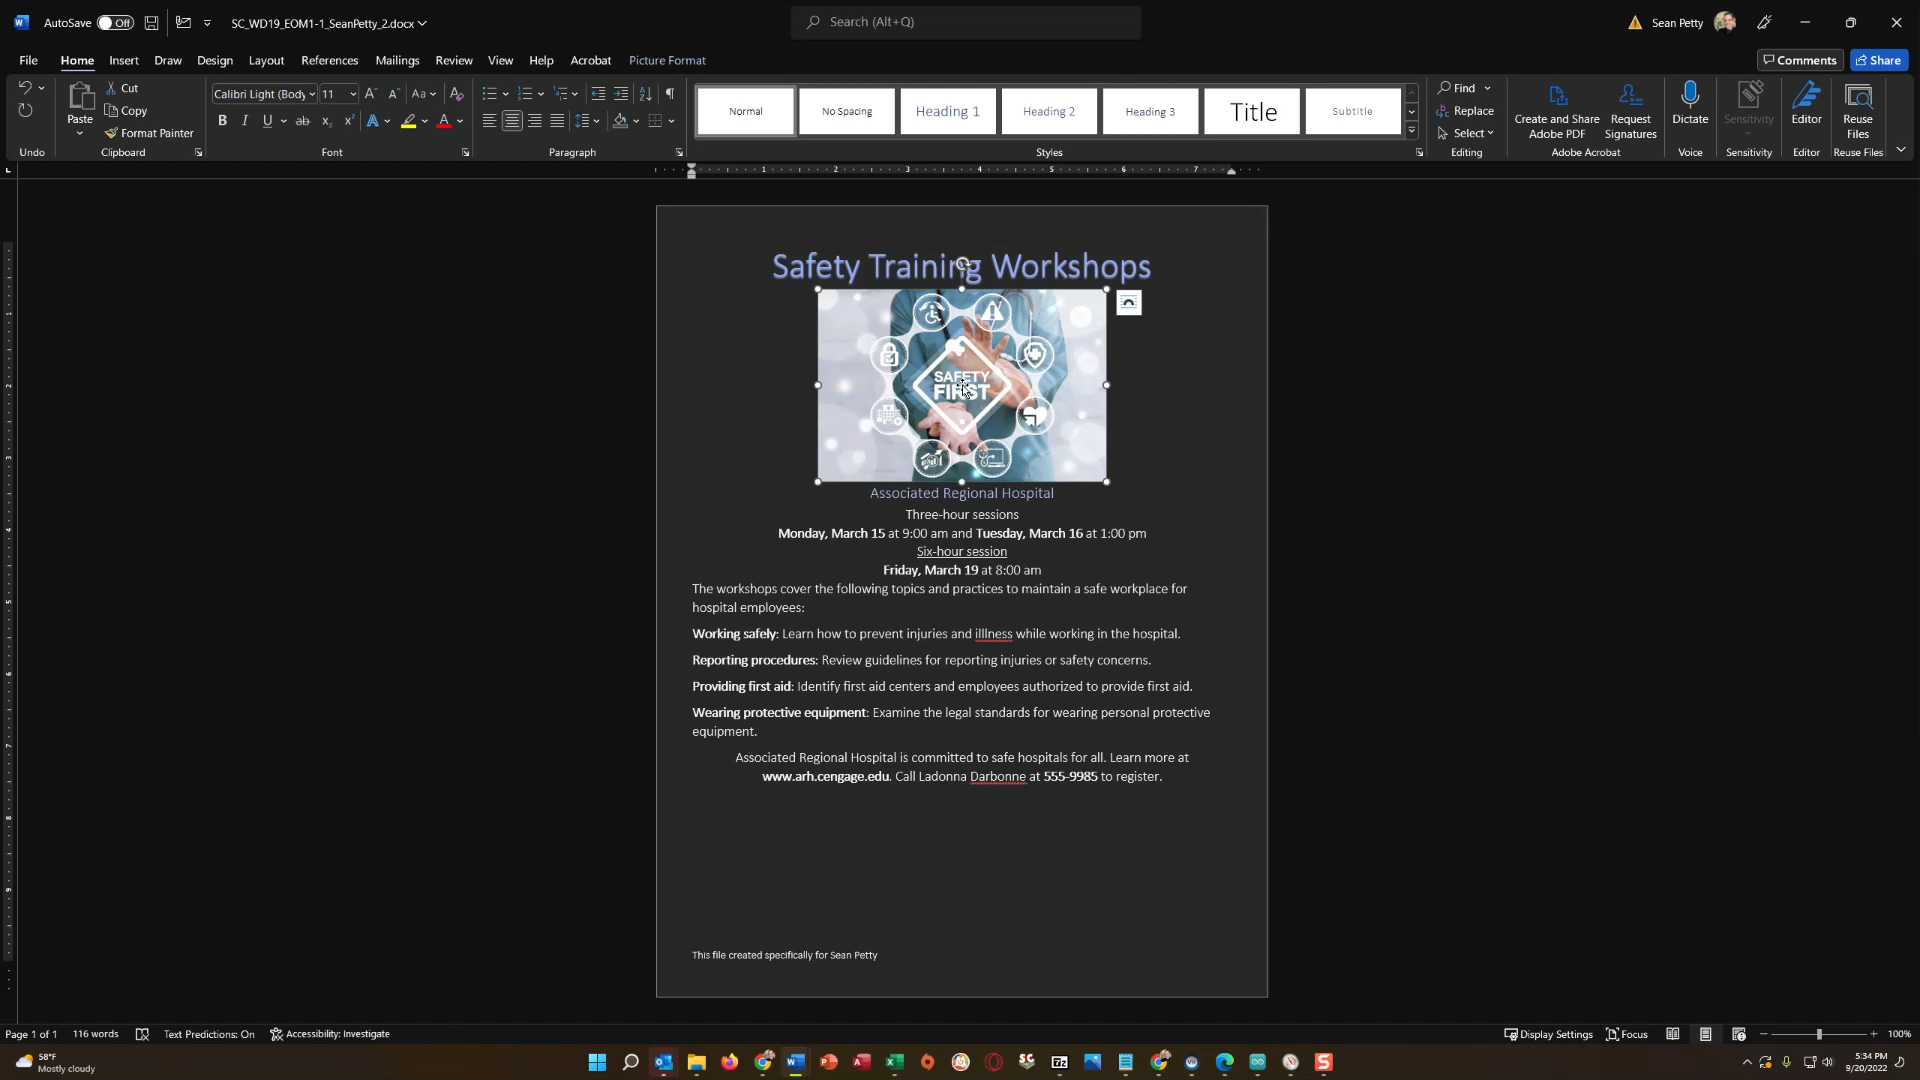 AutoSave Off SC_WD19_EOM1-1_SeanPetty_2.docx Search (Alt+Q) Sean Petty
File Home Insert Draw Design Layout References Mailings Review View Help Acrobat Picture Format Comments Share
Paste
Cut
Copy
Format Painter
Calibri Light (Body 11
Aa
B I U ab x₂ x² A A
Normal No Spacing Heading 1 Heading 2 Heading 3 Title Subtitle
Find
Replace
Select
Create and Share Adobe PDF
Request Signatures
Dictate
Sensitivity
Editor
Reuse Files
Undo Clipboard Font Paragraph Styles Editing Adobe Acrobat Voice Sensitivity Editor Reuse Files
1 2 3 4 5 6 7
Safety Training Workshops
SAFETY
FIRST
Associated Regional Hospital
Three-hour sessions
Monday, March 15 at 9:00 am and Tuesday, March 16 at 1:00 pm
Six-hour session
Friday, March 19 at 8:00 am
The workshops cover the following topics and practices to maintain a safe workplace for
hospital employees:
Working safely: Learn how to prevent injuries and illlness while working in the hospital.
Reporting procedures: Review guidelines for reporting injuries or safety concerns.
Providing first aid: Identify first aid centers and employees authorized to provide first aid.
Wearing protective equipment: Examine the legal standards for wearing personal protective
equipment.
Associated Regional Hospital is committed to safe hospitals for all. Learn more at
www.arh.cengage.edu. Call Ladonna Darbonne at 555-9985 to register.
This file created specifically for Sean Petty
Page 1 of 1 116 words Text Predictions: On Accessibility: Investigate Display Settings Focus 100%
58°F
Mostly cloudy
5:34 PM
9/20/2022